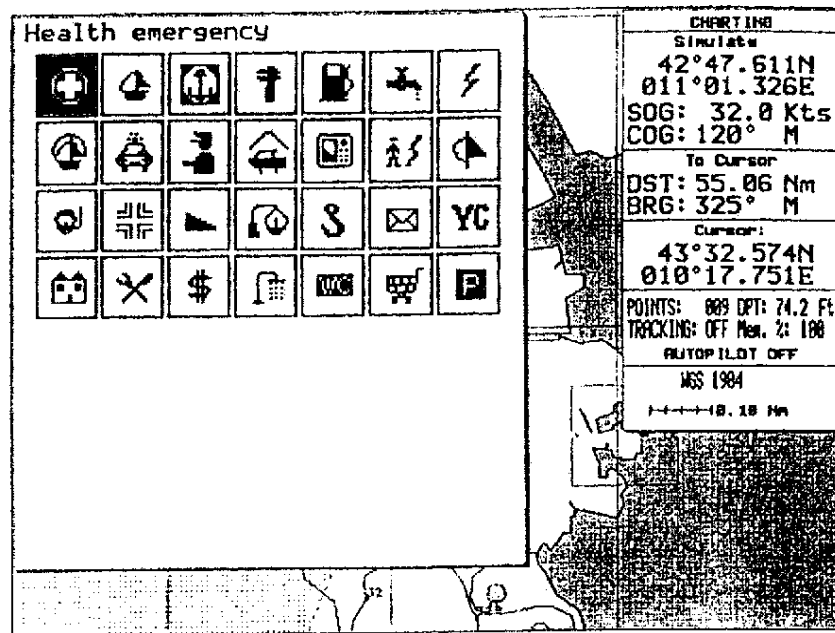 Health emergency
YC
$
WC
P
12
CHARTING
Simulate
42°47.611N
011°01.326E
SOG: 32.0 Kts
COG: 120° M
To Cursor
DST: 55.06 Nm
BRG: 325° M
Cursor:
43°32.574N
010°17.751E
POINTS: 009 DPT: 74.2 Ft
TRACKING: OFF Mem. %: 100
AUTOPILOT OFF
WGS 1984
0.10 Nm